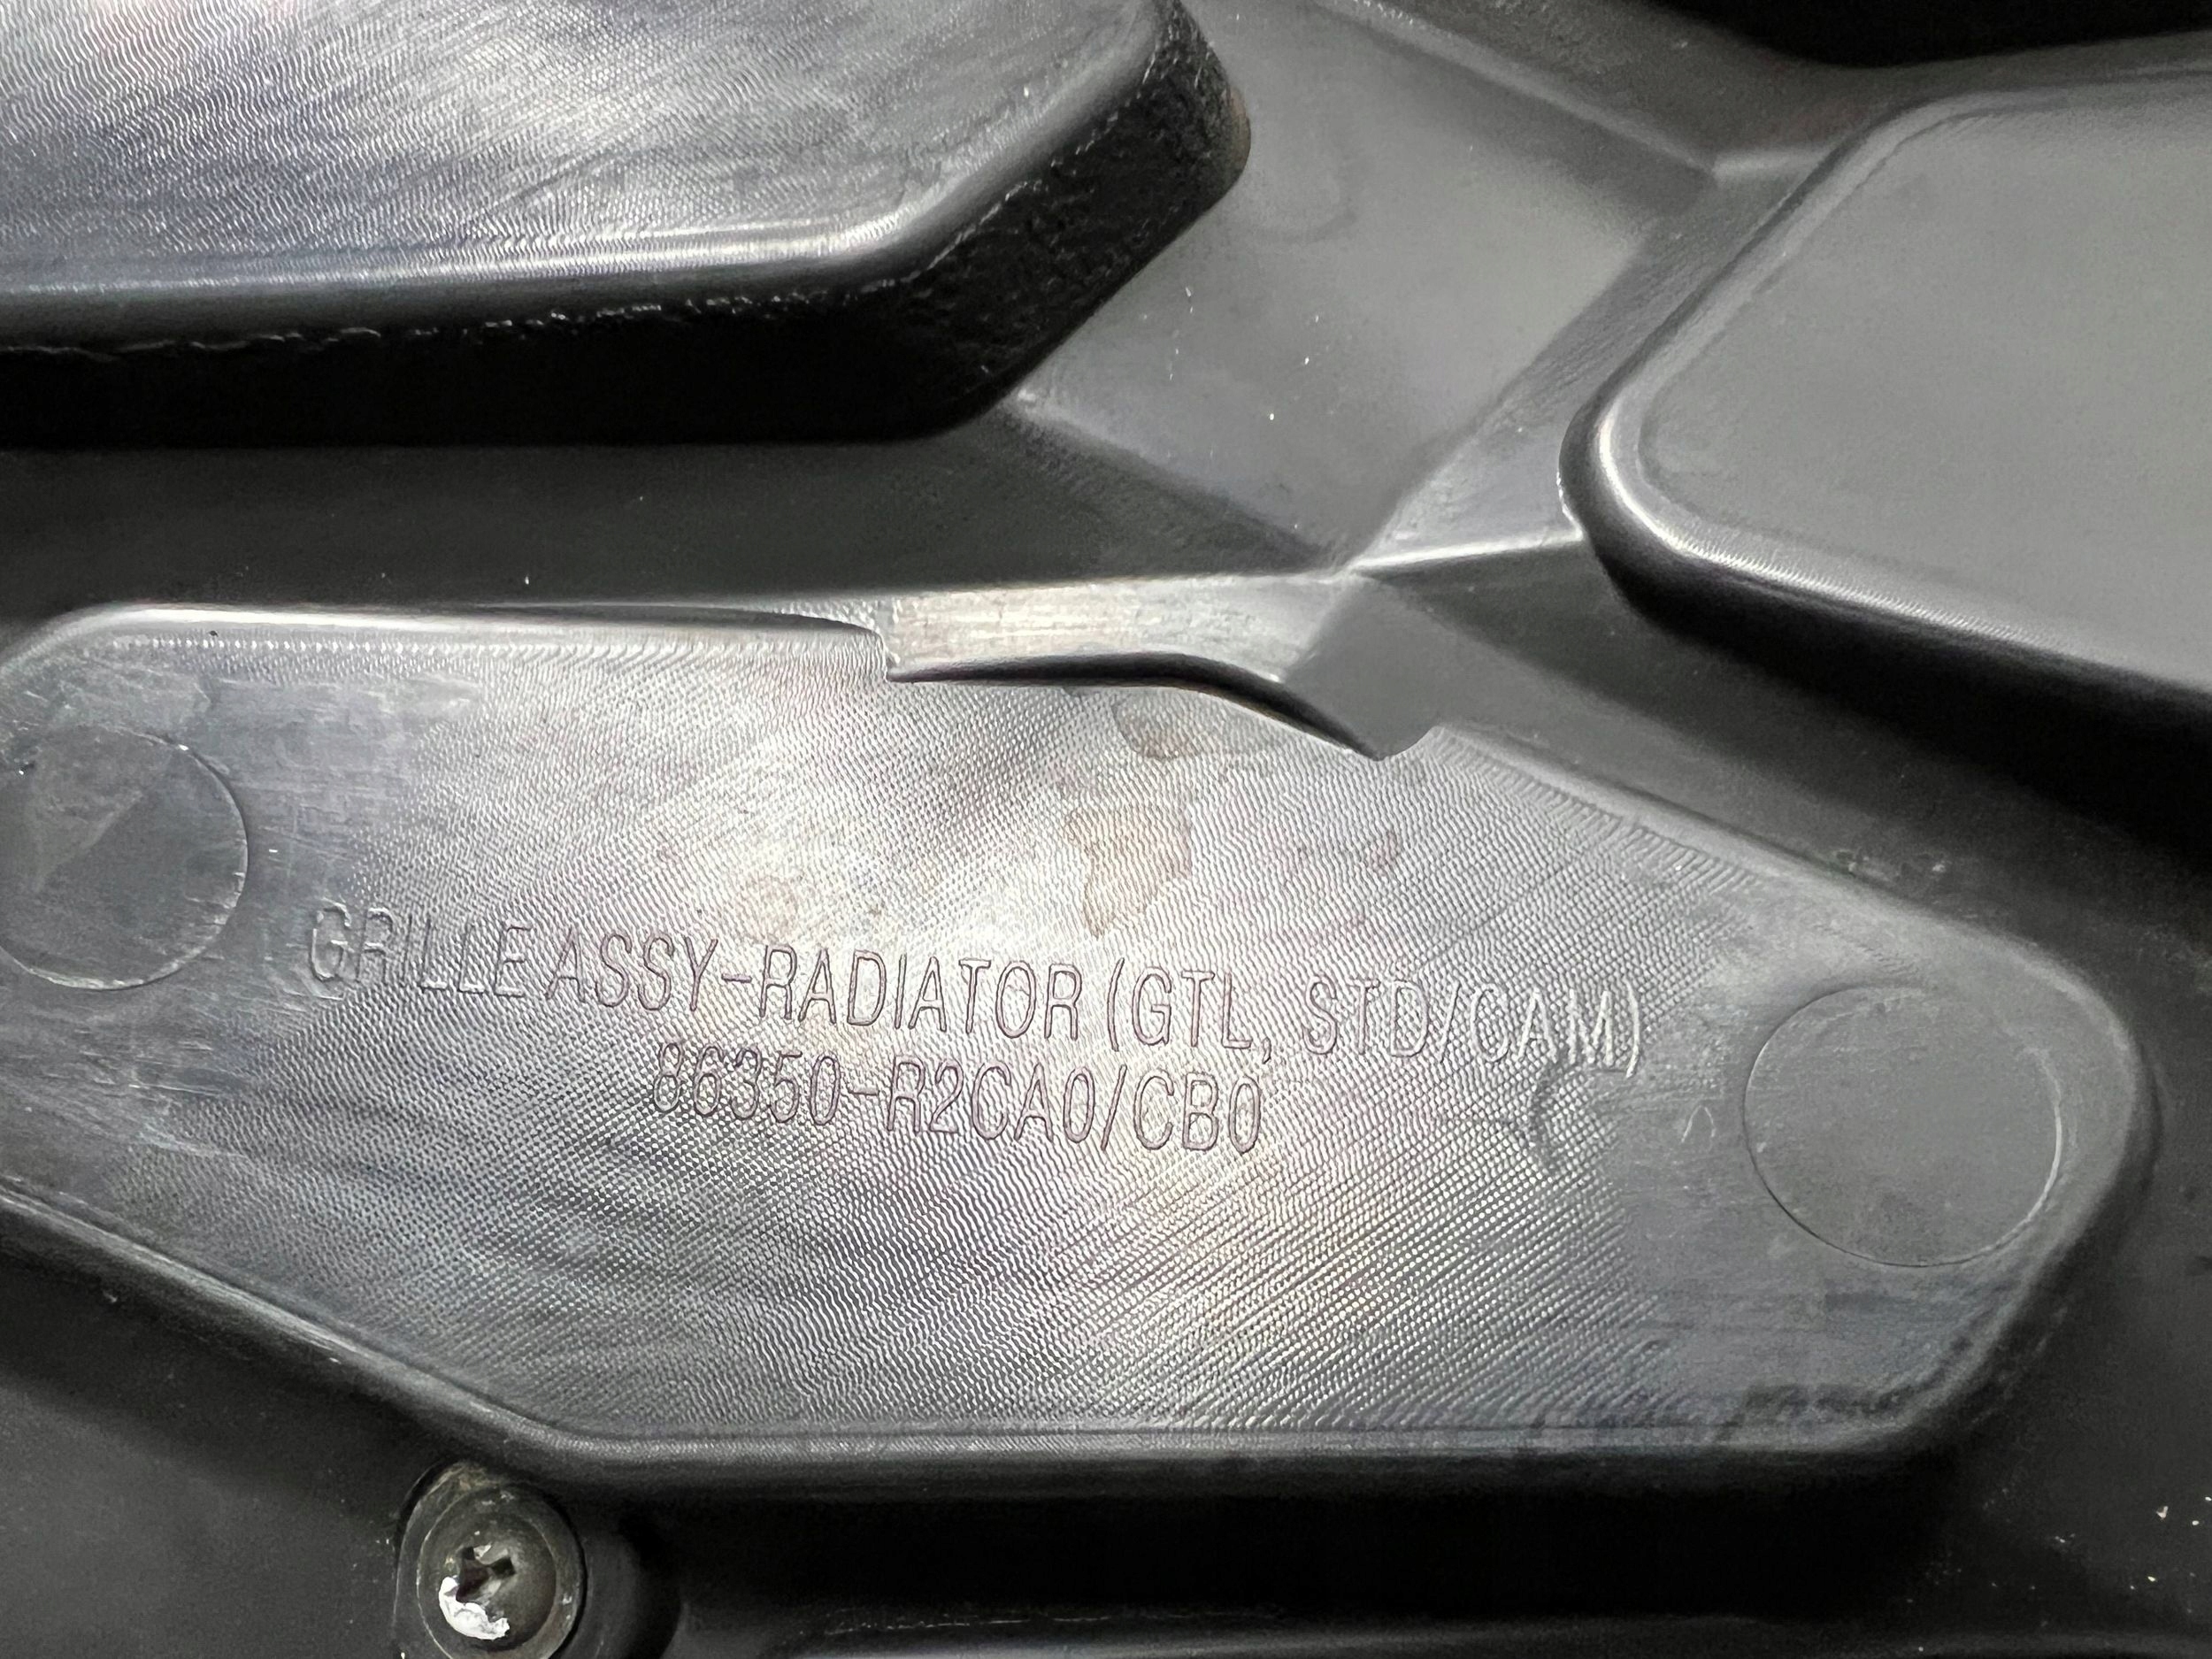 GRILLE ASSY-RADIATOR (GTL, STD/CAM)
86350-R2CA0/CB0